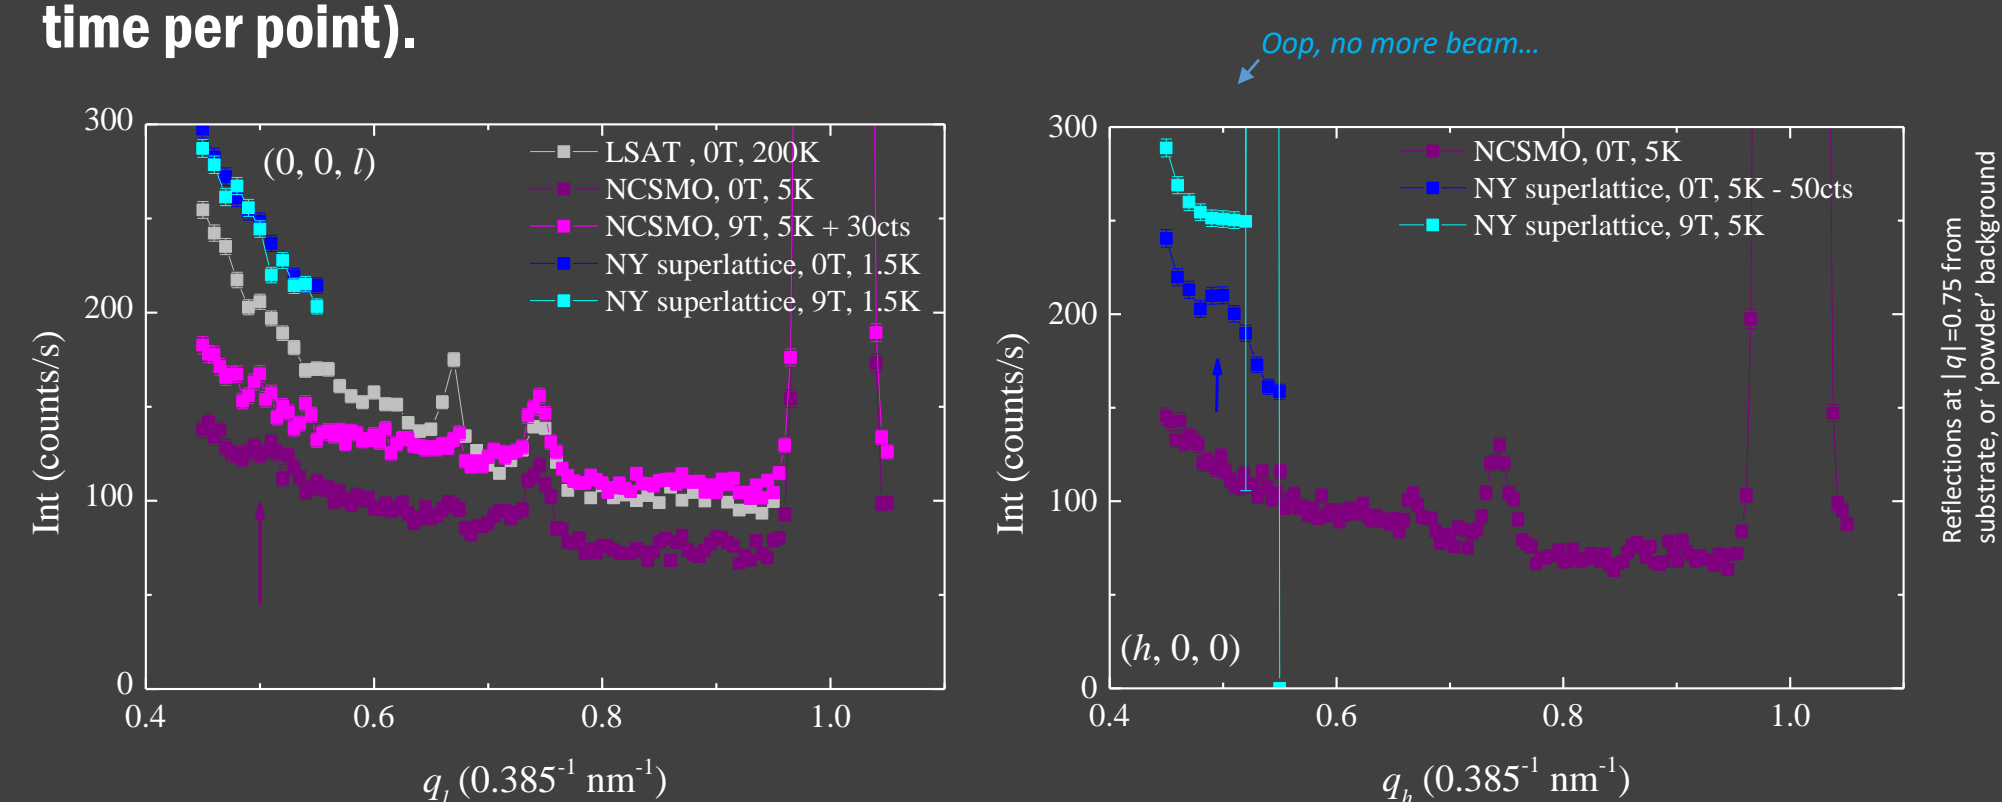 time per point).
Oop, no more beam...
300
200
100
0
0.4
0.6
0.8
1.0
Int (counts/s)
(0, 0, l)
LSAT , 0T, 200K
NCSMO, 0T, 5K
NCSMO, 9T, 5K + 30cts
NY superlattice, 0T, 1.5K
NY superlattice, 9T, 1.5K
q_l (0.385⁻¹ nm⁻¹)
300
200
100
0
0.4
0.6
0.8
1.0
Int (counts/s)
NCSMO, 0T, 5K
NY superlattice, 0T, 5K - 50cts
NY superlattice, 9T, 5K
(h, 0, 0)
q_h (0.385⁻¹ nm⁻¹)
Reflections at |q|=0.75 from
substrate, or 'powder' background